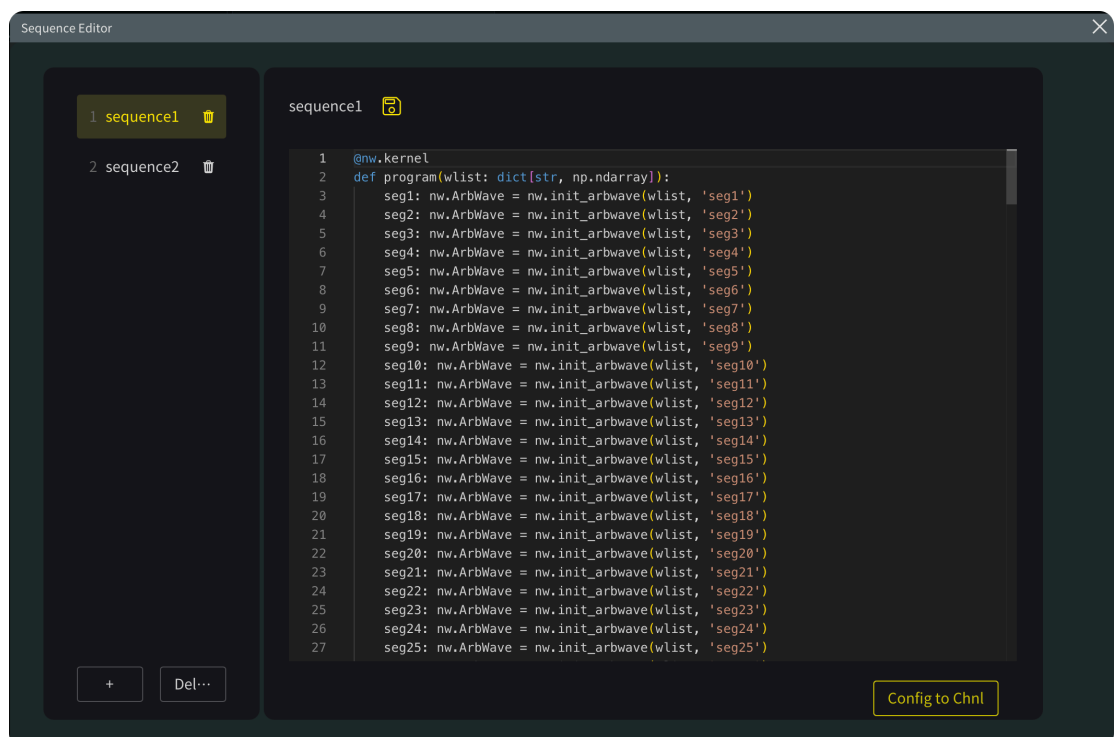 Sequence Editor
1 sequence1
2 sequence2
+
Del···
sequence1
1 @nw.kernel
2 def program(wlist: dict[str, np.ndarray]):
3 seg1: nw.ArbWave = nw.init_arbwave(wlist, 'seg1')
4 seg2: nw.ArbWave = nw.init_arbwave(wlist, 'seg2')
5 seg3: nw.ArbWave = nw.init_arbwave(wlist, 'seg3')
6 seg4: nw.ArbWave = nw.init_arbwave(wlist, 'seg4')
7 seg5: nw.ArbWave = nw.init_arbwave(wlist, 'seg5')
8 seg6: nw.ArbWave = nw.init_arbwave(wlist, 'seg6')
9 seg7: nw.ArbWave = nw.init_arbwave(wlist, 'seg7')
10 seg8: nw.ArbWave = nw.init_arbwave(wlist, 'seg8')
11 seg9: nw.ArbWave = nw.init_arbwave(wlist, 'seg9')
12 seg10: nw.ArbWave = nw.init_arbwave(wlist, 'seg10')
13 seg11: nw.ArbWave = nw.init_arbwave(wlist, 'seg11')
14 seg12: nw.ArbWave = nw.init_arbwave(wlist, 'seg12')
15 seg13: nw.ArbWave = nw.init_arbwave(wlist, 'seg13')
16 seg14: nw.ArbWave = nw.init_arbwave(wlist, 'seg14')
17 seg15: nw.ArbWave = nw.init_arbwave(wlist, 'seg15')
18 seg16: nw.ArbWave = nw.init_arbwave(wlist, 'seg16')
19 seg17: nw.ArbWave = nw.init_arbwave(wlist, 'seg17')
20 seg18: nw.ArbWave = nw.init_arbwave(wlist, 'seg18')
21 seg19: nw.ArbWave = nw.init_arbwave(wlist, 'seg19')
22 seg20: nw.ArbWave = nw.init_arbwave(wlist, 'seg20')
23 seg21: nw.ArbWave = nw.init_arbwave(wlist, 'seg21')
24 seg22: nw.ArbWave = nw.init_arbwave(wlist, 'seg22')
25 seg23: nw.ArbWave = nw.init_arbwave(wlist, 'seg23')
26 seg24: nw.ArbWave = nw.init_arbwave(wlist, 'seg24')
27 seg25: nw.ArbWave = nw.init_arbwave(wlist, 'seg25')
Config to Chnl